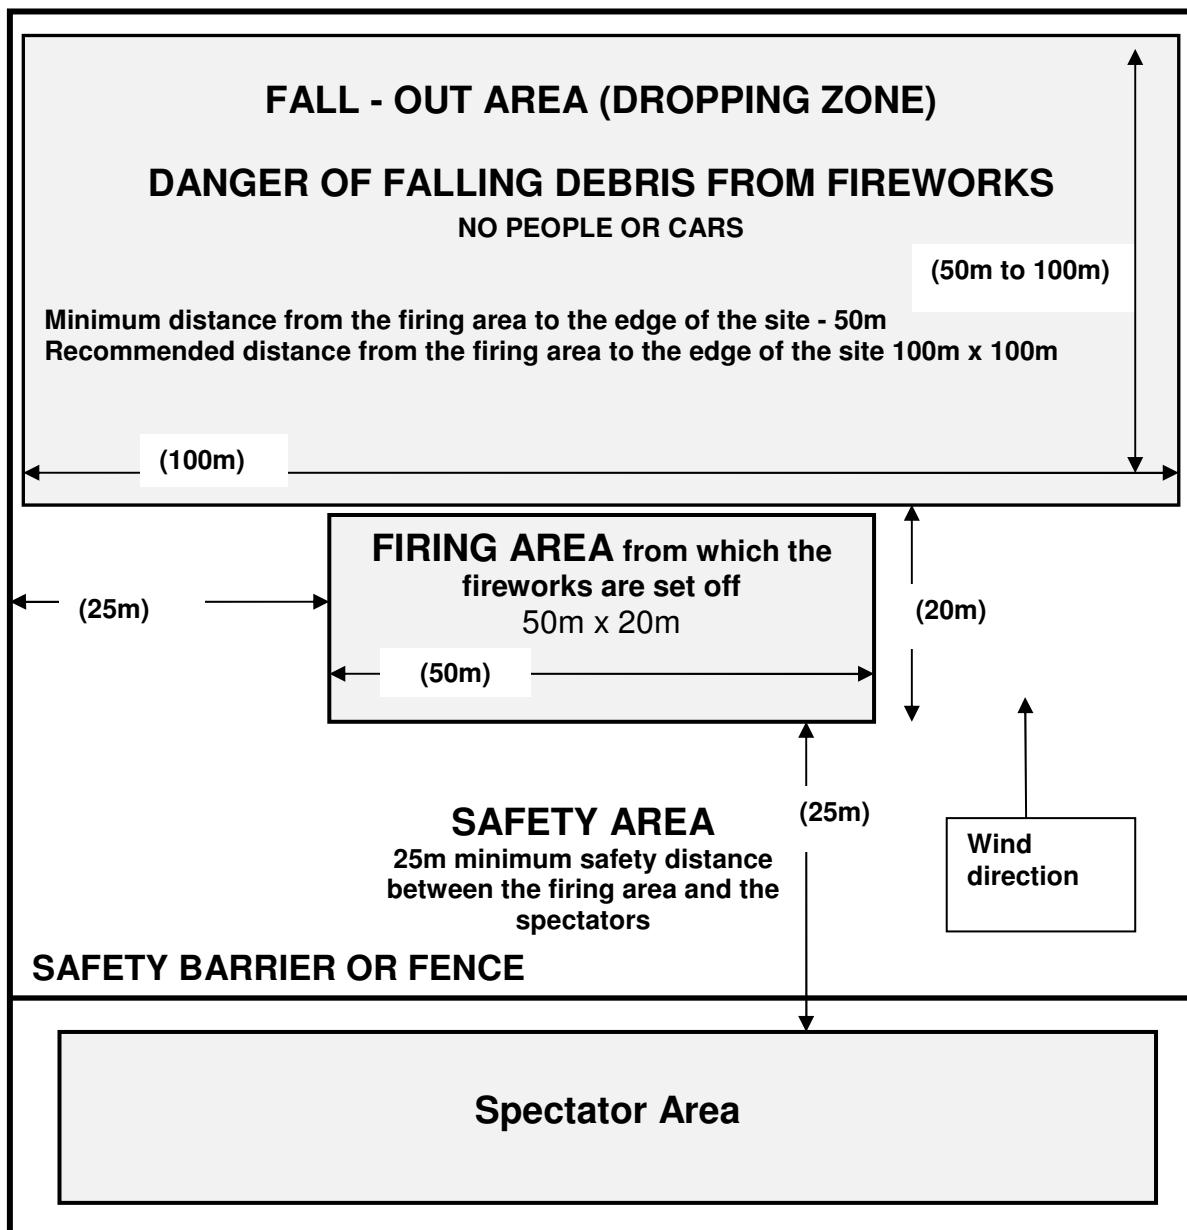 FALL - OUT AREA (DROPPING ZONE)
DANGER OF FALLING DEBRIS FROM FIREWORKS
NO PEOPLE OR CARS
(50m to 100m)
Minimum distance from the firing area to the edge of the site - 50m
Recommended distance from the firing area to the edge of the site 100m x 100m
(100m)
FIRING AREA from which the
fireworks are set off
50m x 20m
(25m)
(20m)
(50m)
(25m)
SAFETY AREA
25m minimum safety distance
between the firing area and the
spectators
Wind
direction
SAFETY BARRIER OR FENCE
Spectator Area